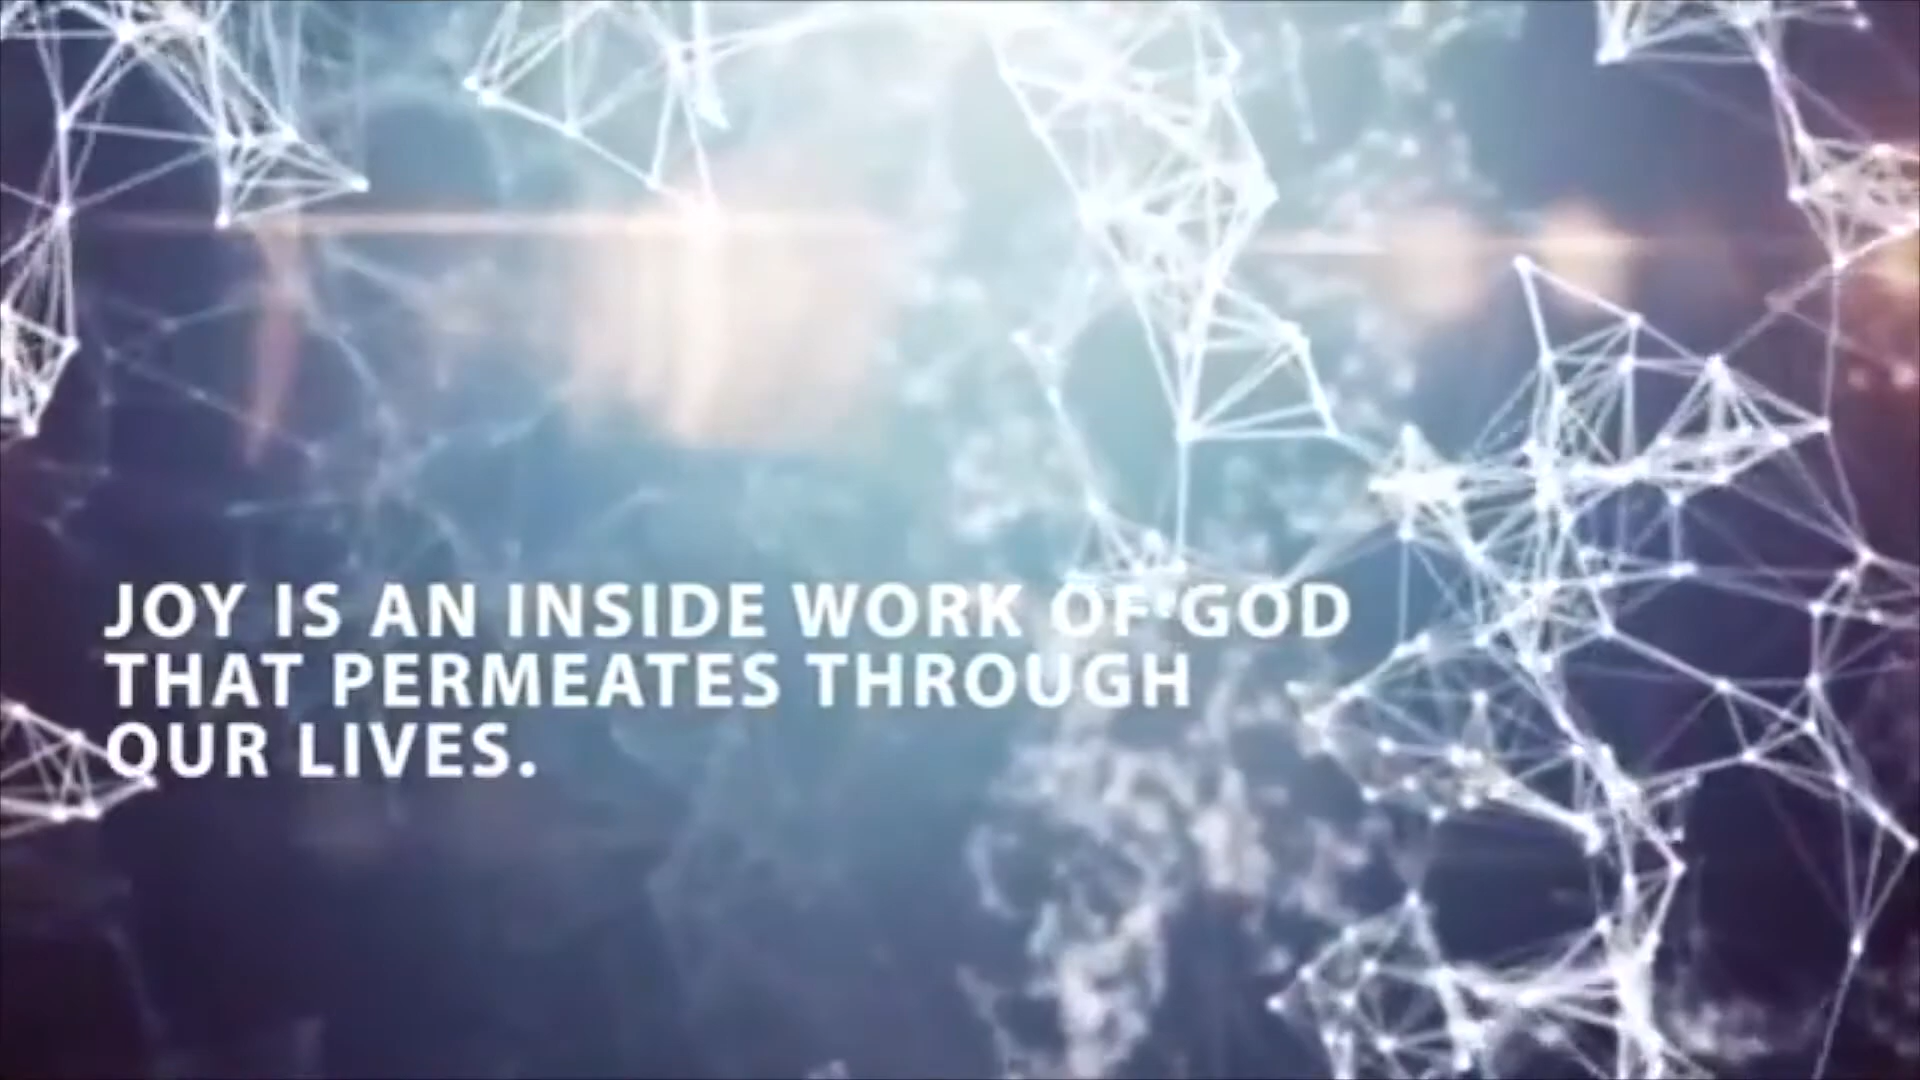 JOY IS AN INSIDE WORK OF GOD
THAT PERMEATES THROUGH
OUR LIVES.